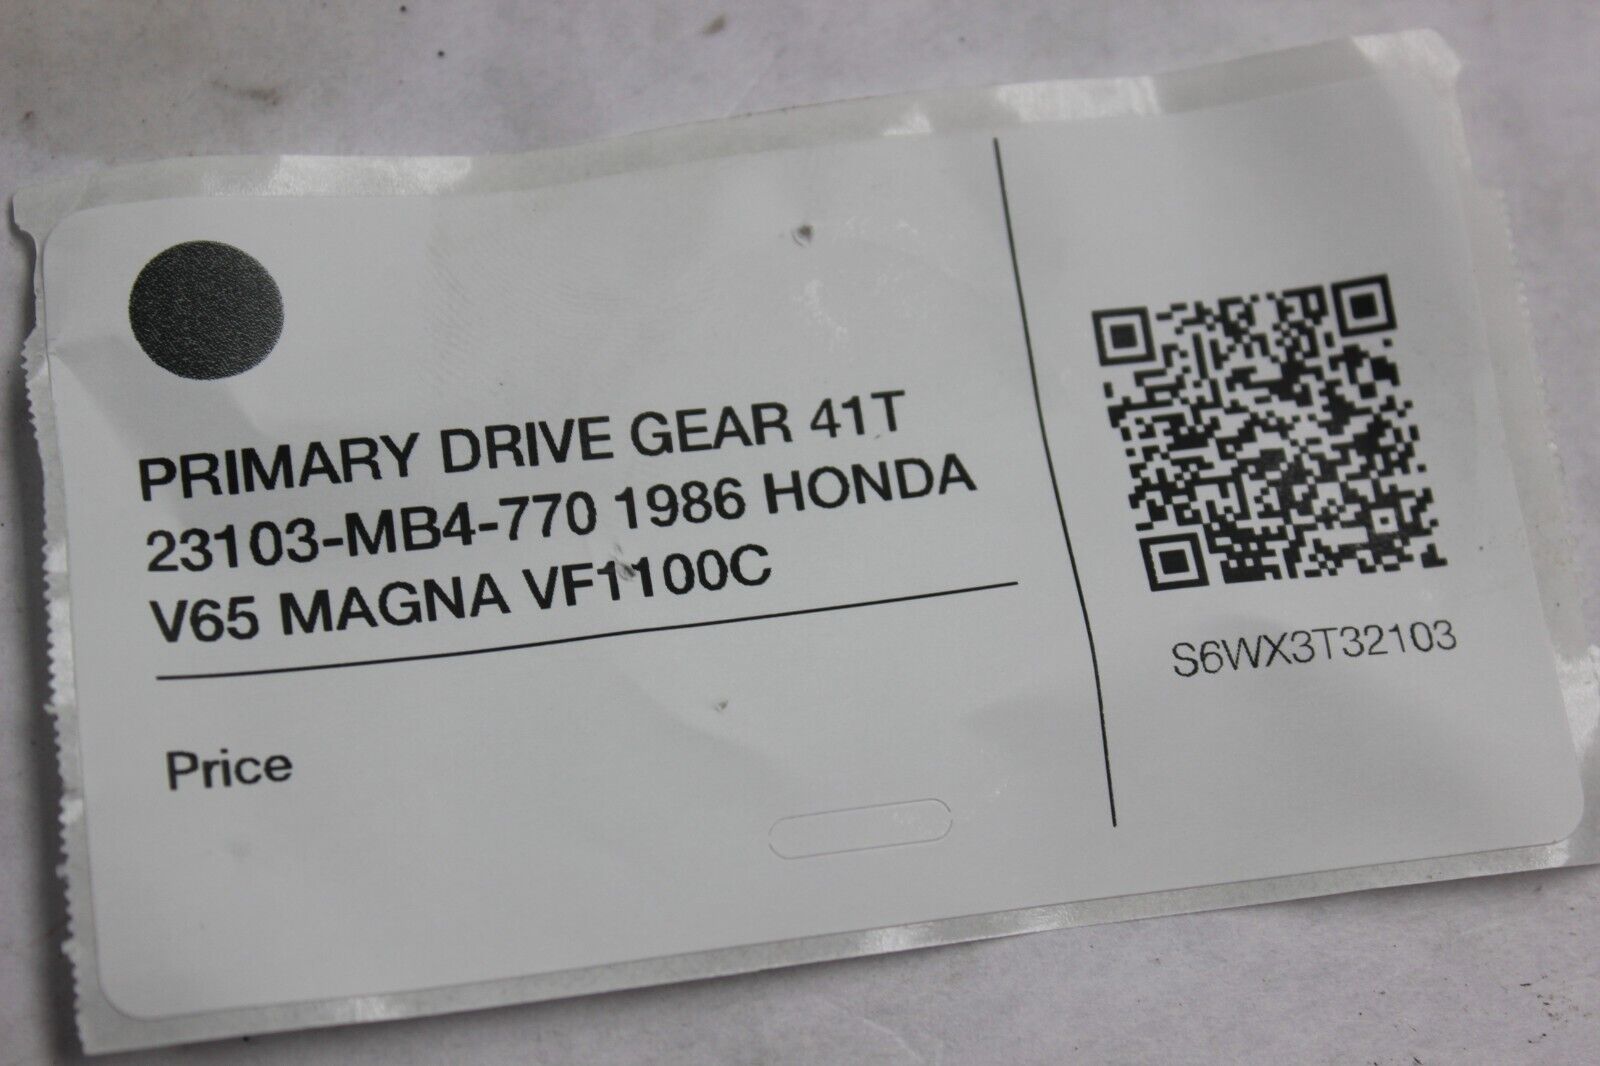 PRIMARY DRIVE GEAR 41T
23103-MB4-770 1986 HONDA
V65 MAGNA VF1100C
Price
S6WX3T32103